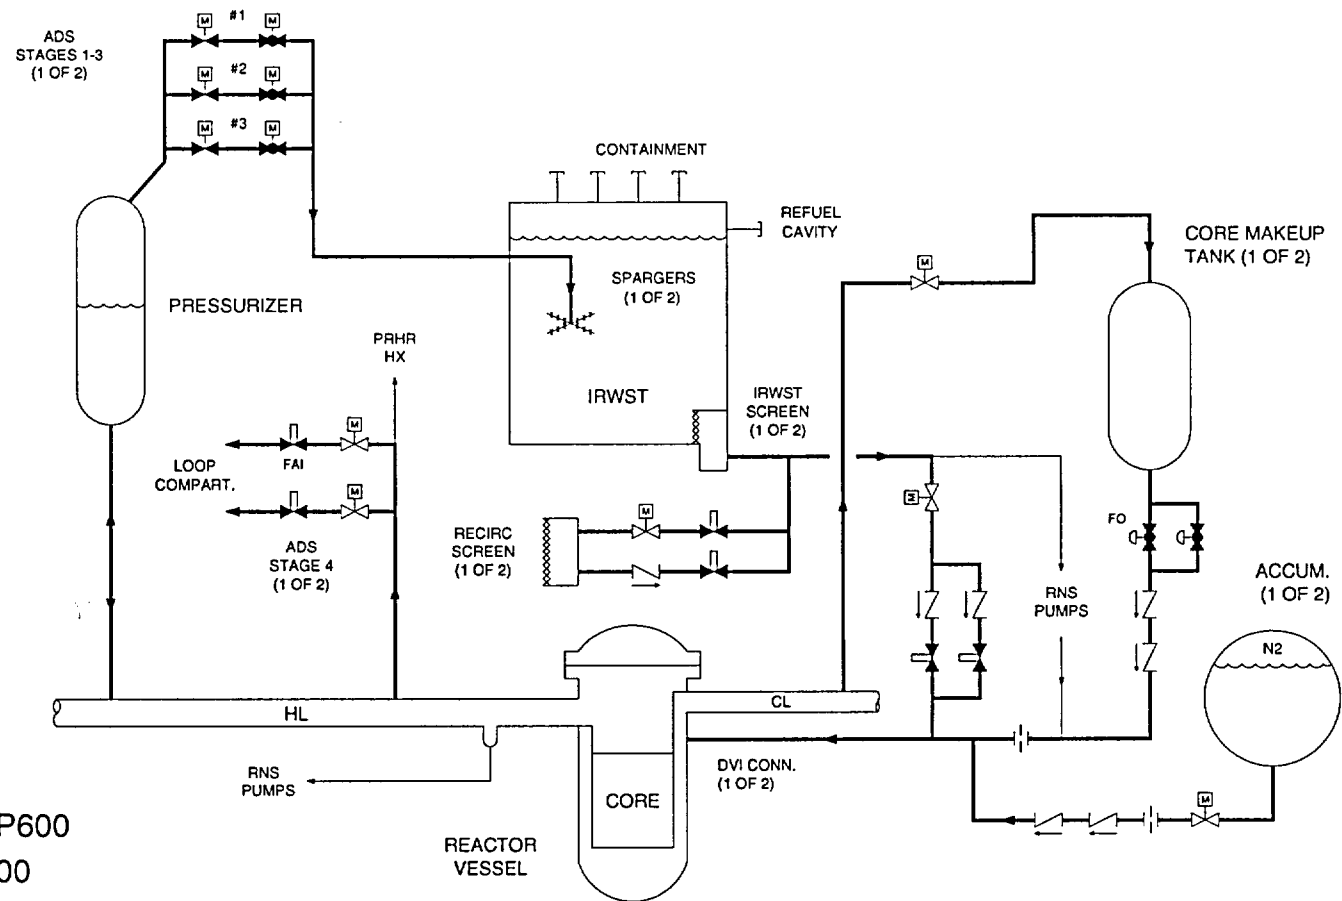 ADS
STAGES 1-3
(1 OF 2)
M
#1
M
M
#2
M
M
#3
M
CONTAINMENT
REFUEL
CAVITY
SPARGERS
(1 OF 2)
IRWST
PRESSURIZER
PRHR
HX
M
FAI
LOOP
COMPART.
M
ADS
STAGE 4
(1 OF 2)
IRWST
SCREEN
(1 OF 2)
M
RECIRC
SCREEN
(1 OF 2)
M
M
CORE MAKEUP
TANK (1 OF 2)
FO
RNS
PUMPS
ACCUM.
(1 OF 2)
N2
M
HL
CL
DVI CONN.
(1 OF 2)
RNS
PUMPS
CORE
REACTOR
VESSEL
P600
00